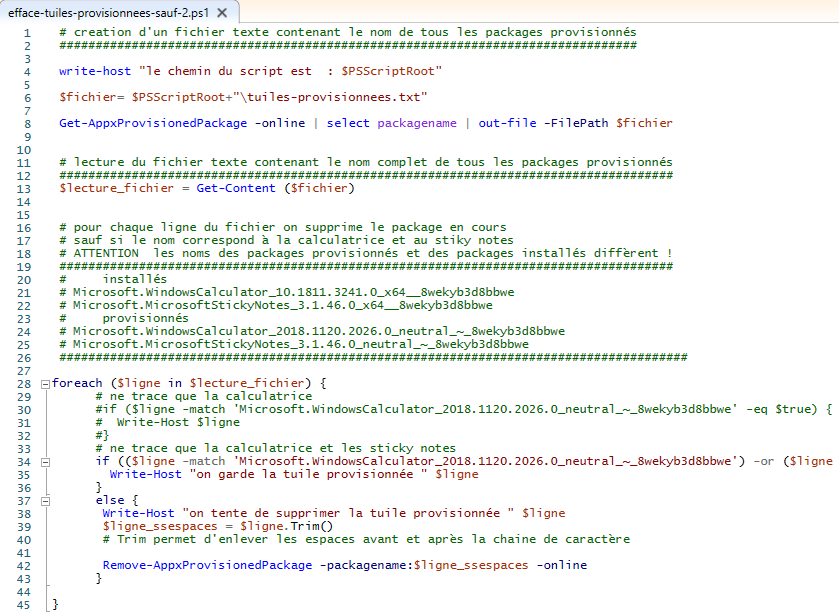 efface-tuiles-provisionnees-sauf-2.ps1 X
1 # creation d'un fichier texte contenant le nom de tous les packages provisionnés
2 ################################################################################
3
4 write-host "le chemin du script est  : $PSScriptRoot"
5
6 $fichier= $PSScriptRoot+"\tuiles-provisionnees.txt"
7
8 Get-AppxProvisionedPackage -online | select packagename | out-file -FilePath $fichier
9
10
11 # lecture du fichier texte contenant le nom complet de tous les packages provisionnés
12 #####################################################################################
13 $lecture_fichier = Get-Content ($fichier)
14
15
16 # pour chaque ligne du fichier on supprime le package en cours
17 # sauf si le nom correspond à la calculatrice et au stiky notes
18 # ATTENTION  les noms des packages provisionnés et des packages installés diffèrent !
19 #####################################################################################
20 #     installés
21 # Microsoft.WindowsCalculator_10.1811.3241.0_x64__8wekyb3d8bbwe
22 # Microsoft.MicrosoftStickyNotes_3.1.46.0_x64__8wekyb3d8bbwe
23 #     provisionnés
24 # Microsoft.WindowsCalculator_2018.1120.2026.0_neutral_~_8wekyb3d8bbwe
25 # Microsoft.MicrosoftStickyNotes_3.1.46.0_neutral_~_8wekyb3d8bbwe
26 #######################################################################################
27
28 foreach ($ligne in $lecture_fichier) {
29 # ne trace que la calculatrice
30 #if ($ligne -match 'Microsoft.WindowsCalculator_2018.1120.2026.0_neutral_~_8wekyb3d8bbwe' -eq $true) {
31 #  Write-Host $ligne
32 #}
33 # ne trace que la calculatrice et les sticky notes
34 if (($ligne -match 'Microsoft.WindowsCalculator_2018.1120.2026.0_neutral_~_8wekyb3d8bbwe') -or ($ligne
35 Write-Host "on garde la tuile provisionnée " $ligne
36 }
37 else {
38 Write-Host "on tente de supprimer la tuile provisionnée " $ligne
39 $ligne_ssespaces = $ligne.Trim()
40 # Trim permet d'enlever les espaces avant et après la chaine de caractère
41
42 Remove-AppxProvisionedPackage -packagename:$ligne_ssespaces -online
43 }
44
45 }